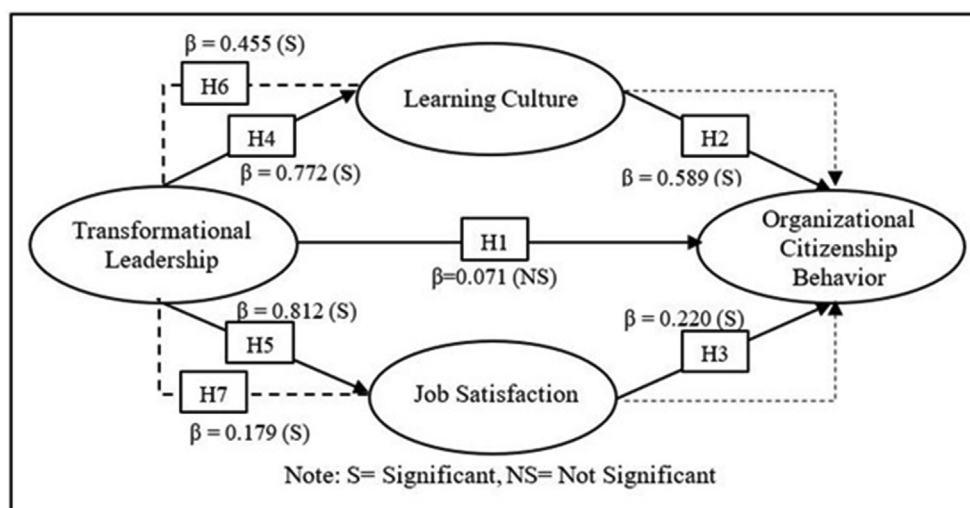 β = 0.455 (S)
H6
Learning Culture
H4
H2
β = 0.772 (S)
β = 0.589 (S)
Transformational
Leadership
H1
β=0.071 (NS)
Organizational
Citizenship
Behavior
β = 0.812 (S)
β = 0.220 (S)
H5
H3
H7
Job Satisfaction
β = 0.179 (S)
Note: S= Significant, NS= Not Significant